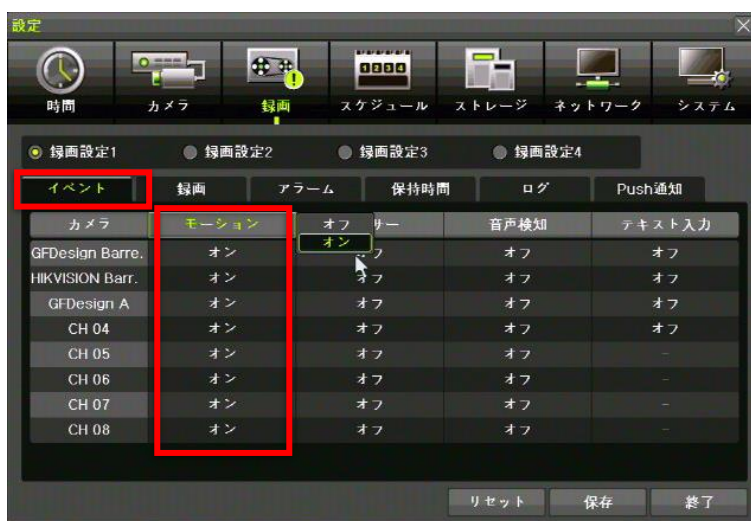 設定
時間 カメラ 録画 スケジュール ストレージ ネットワーク システム
録画設定1 録画設定2 録画設定3 録画設定4
イベント 録画 アラーム 保持時間 ログ Push通知
カメラ モーション オフ サー 音声検知 テキスト入力
オン
GFDesign Barre. オン フ オフ オフ
HIKVISION Barr. オン オフ オフ オフ
GFDesign A オン オフ オフ オフ
CH 04 オン オフ オフ オフ
CH 05 オン オフ オフ -
CH 06 オン オフ オフ -
CH 07 オン オフ オフ -
CH 08 オン オフ オフ -
リセット 保存 終了